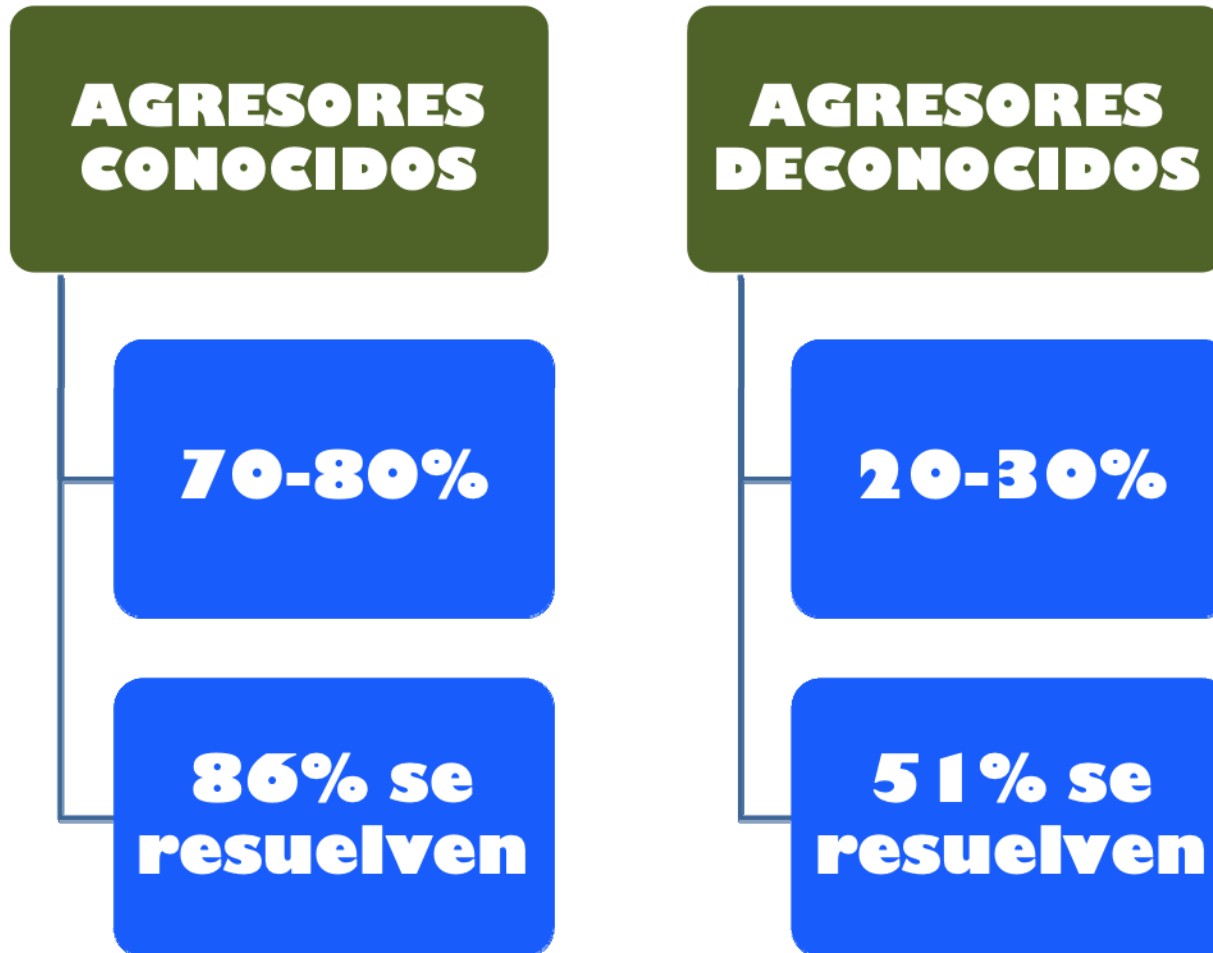 AGRESORES
CONOCIDOS
70-80%
86% se
resuelven
AGRESORES
DECONOCIDOS
20-30%
51% se
resuelven